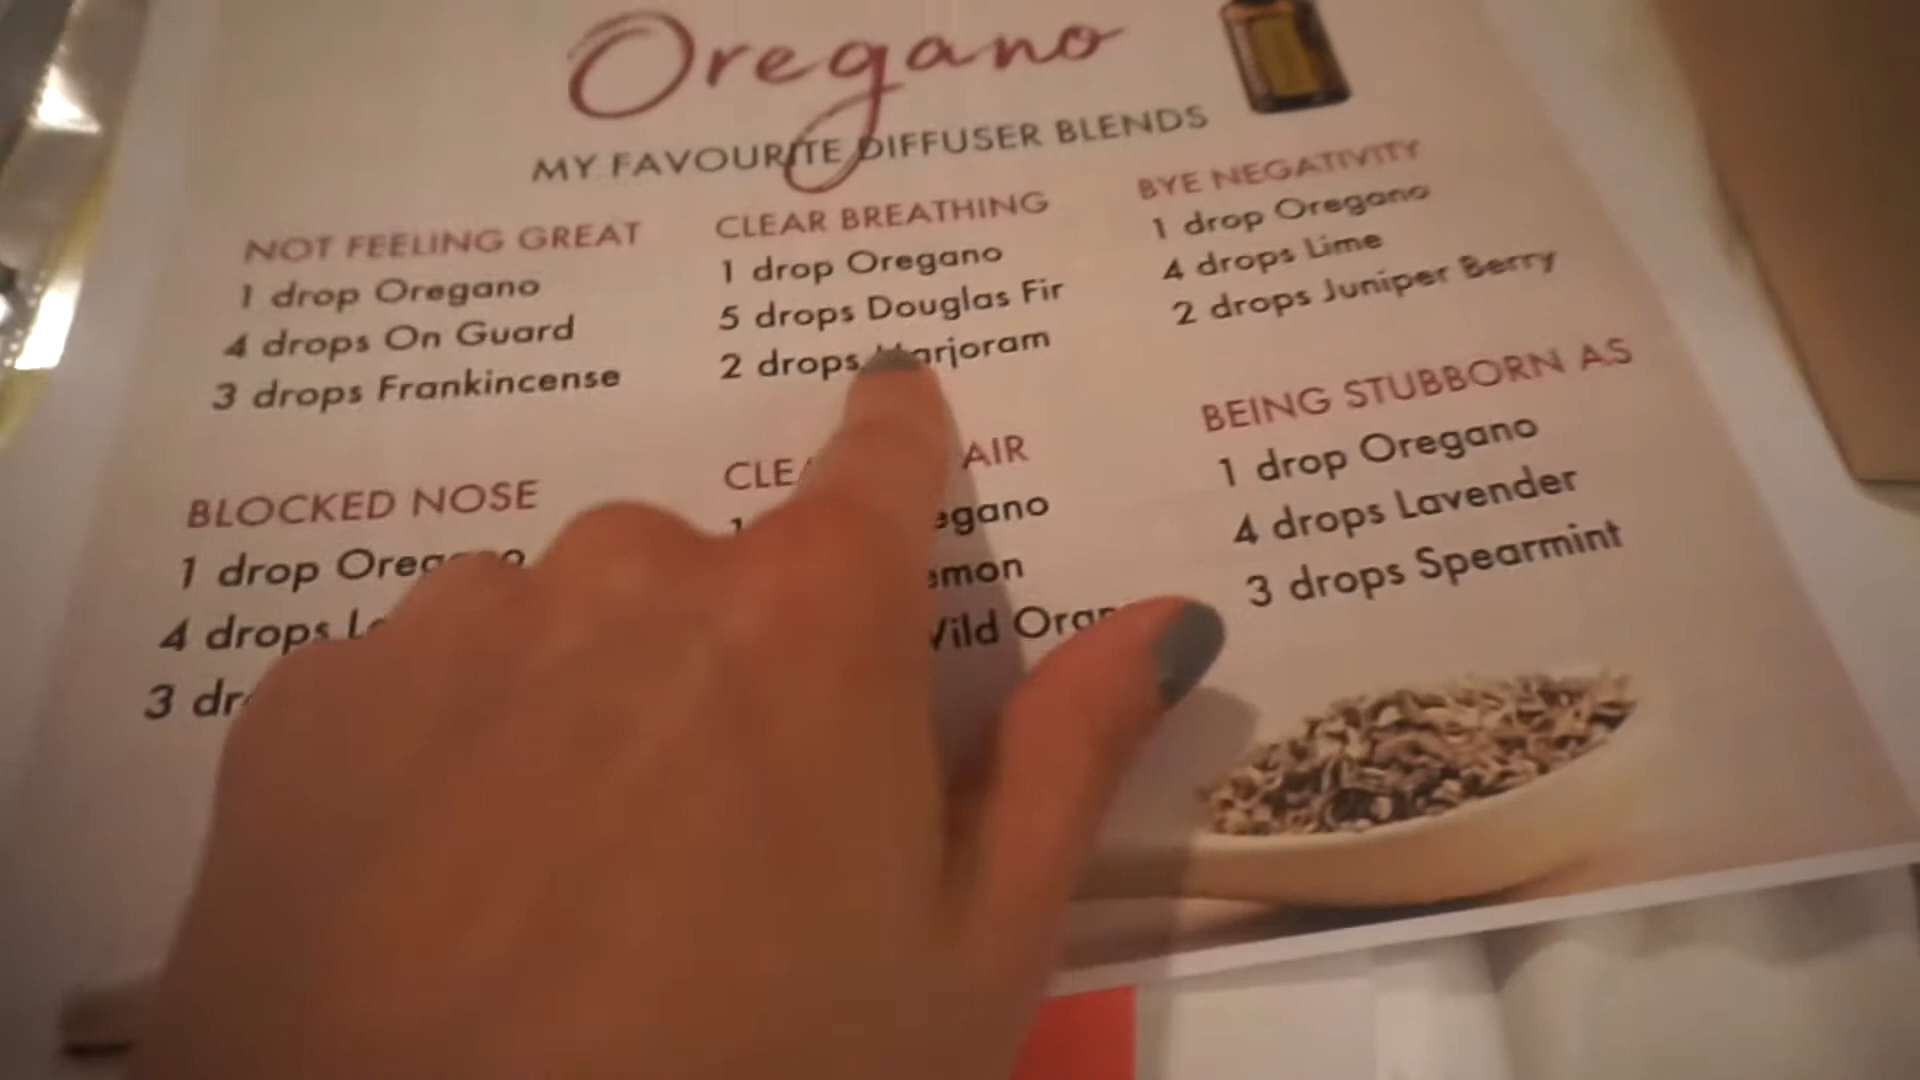 Oregano
MY FAVOURITE DIFFUSER BLENDS
NOT FEELING GREAT
1 drop Oregano
4 drops On Guard
3 drops Frankincense
CLEAR BREATHING
1 drop Oregano
5 drops Douglas Fir
2 drops Marjoram
BYE NEGATIVITY
1 drop Oregano
4 drops Lime
2 drops Juniper Berry
BLOCKED NOSE
1 drop Oregano
4 drops
3
AIR
1
BEING STUBBORN AS
1 drop Oregano
4 drops Lavender
3 drops Spearmint